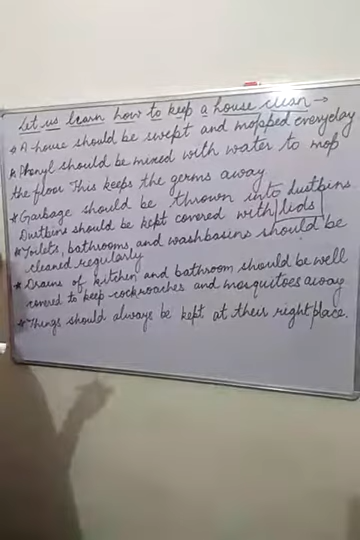 Let us learn how to keep a house clean →
→ A house should be swept and mopped everyday
* Phenyl should be mixed with water to mop
the floor This keeps the germs away
* Garbage should be thrown into dustbins
Dustbins should be kept covered with lids
* Toilets, bathrooms, and washbasins should be
cleaned regularly
* Drains of kitchen and bathroom should be well
covered to keep cockroaches and mosquitoes away
* Things should always be kept at their right place.